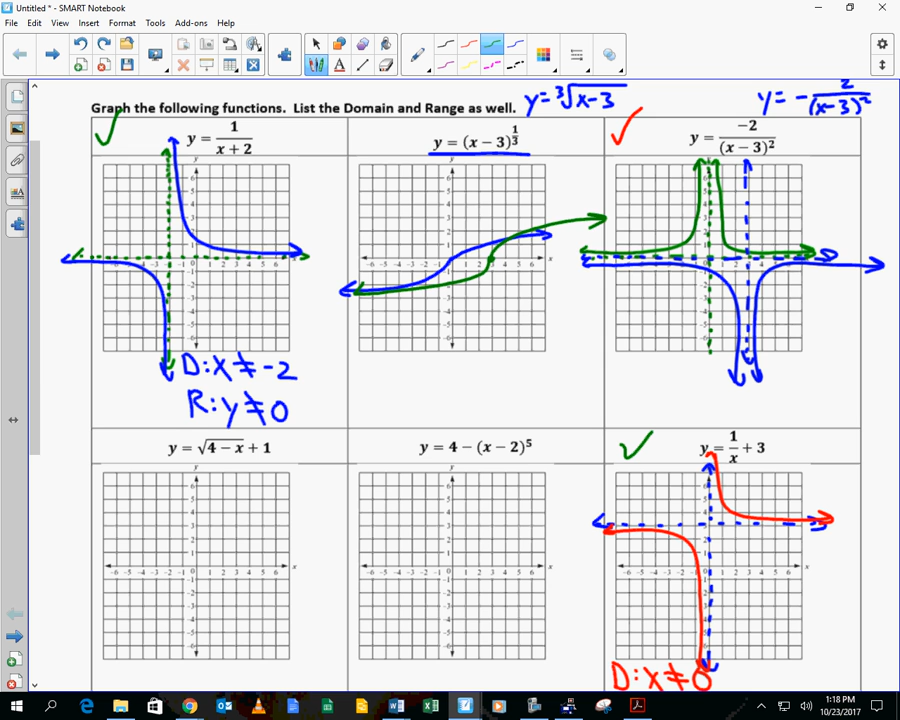 Untitled * - SMART Notebook
File Edit View Insert Format Tools Add-ons Help
Graph the following functions. List the Domain and Range as well.
y=∛(x-3)
y=-2/(x-3)²
y = 1/(x + 2)
y = (x − 3)^(1/3)
y = −2/(x − 3)²
D: x ≠ -2
R: y ≠ 0
y = √(4 − x) + 1
y = 4 − (x − 2)⁵
y = 1/x + 3
D: x ≠ 0
1:18 PM
10/23/2017